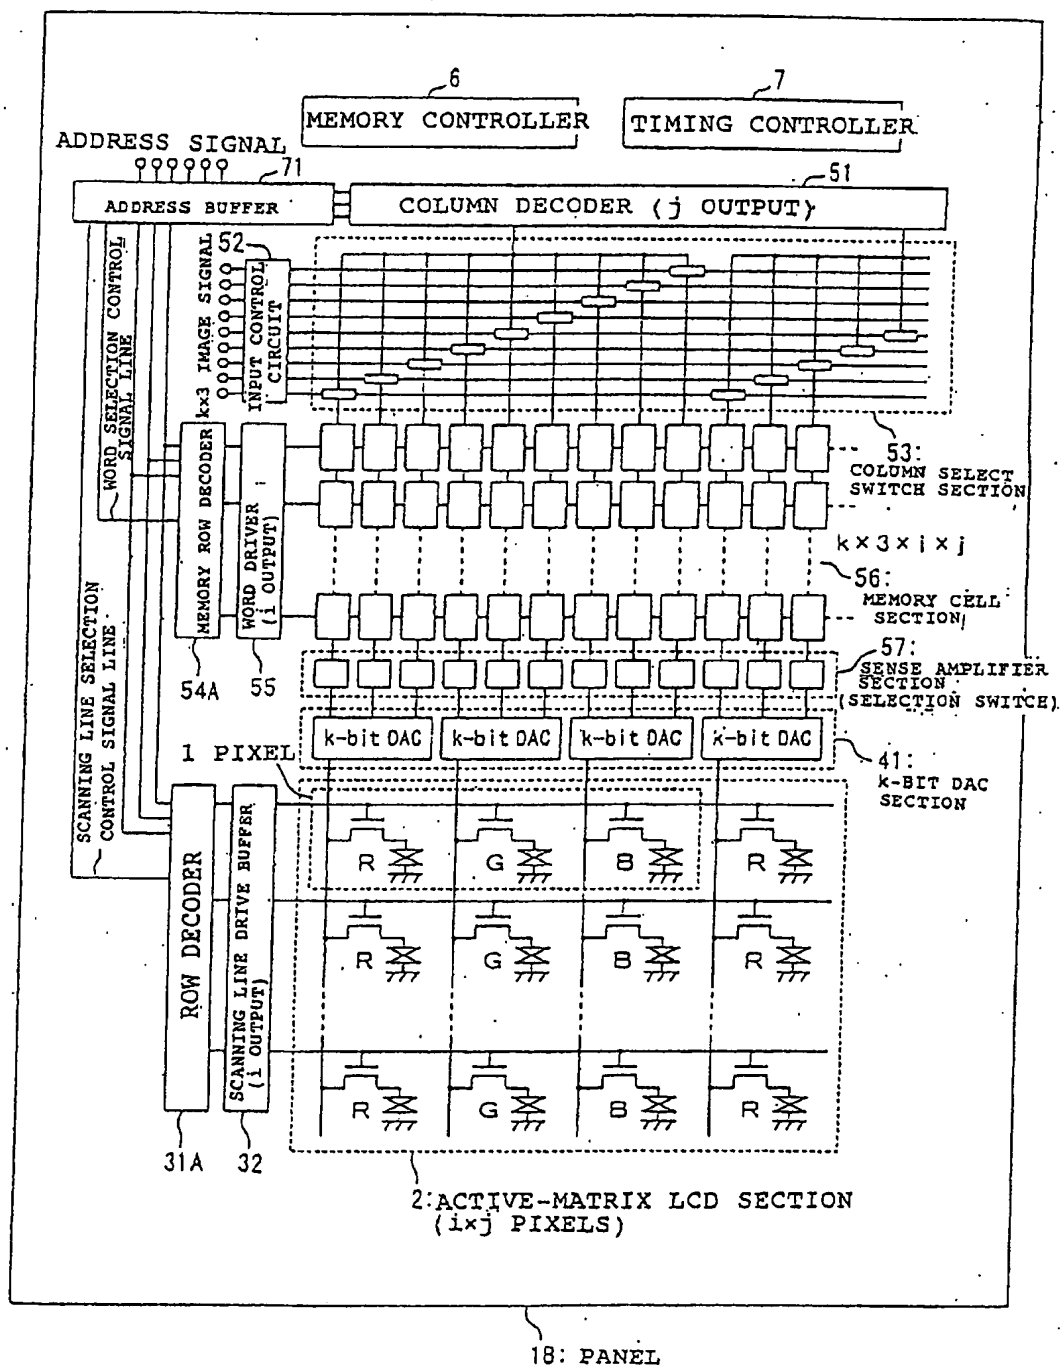 6
7
MEMORY CONTROLLER
TIMING CONTROLLER
ADDRESS SIGNAL
71
51
ADDRESS BUFFER
COLUMN DECODER (j OUTPUT)
WORD SELECTION CONTROL
SIGNAL LINE
k×3 IMAGE SIGNAL
52
INPUT CONTROL
CIRCUIT
53:
COLUMN SELECT
SWITCH SECTION
MEMORY ROW DECODER
WORD DRIVER
(i OUTPUT)
k×3×i×j
56:
MEMORY CELL
SECTION
54A
55
57:
SENSE AMPLIFIER
SECTION
(SELECTION SWITCH)
SCANNING LINE SELECTION
CONTROL SIGNAL LINE
k-bit DAC
k-bit DAC
k-bit DAC
k-bit DAC
1 PIXEL
41:
k-BIT DAC
SECTION
ROW DECODER
SCANNING LINE DRIVE BUFFER
(i OUTPUT)
R G B R
R G B R
R G B R
31A
32
2: ACTIVE-MATRIX LCD SECTION
(i×j PIXELS)
18: PANEL